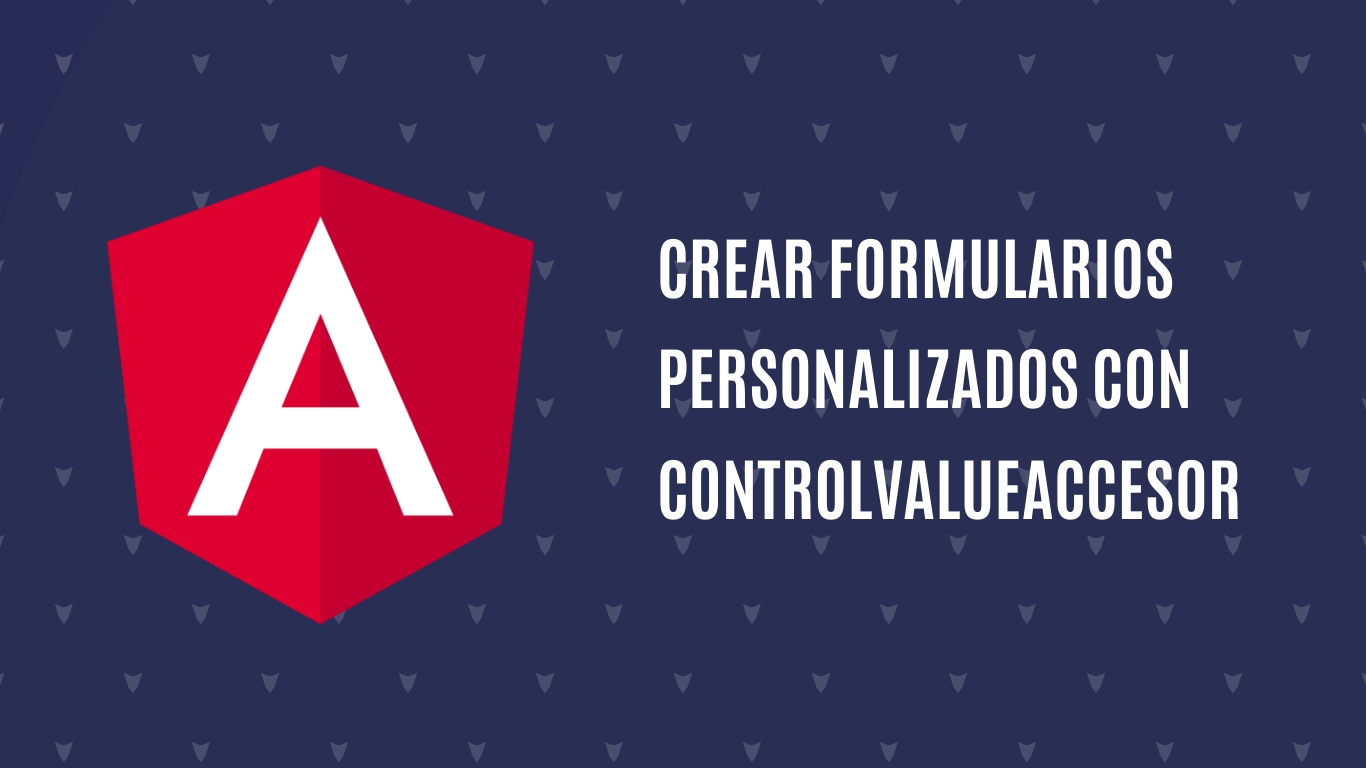 CREAR FORMULARIOS
PERSONALIZADOS CON
CONTROLVALUEACCESOR